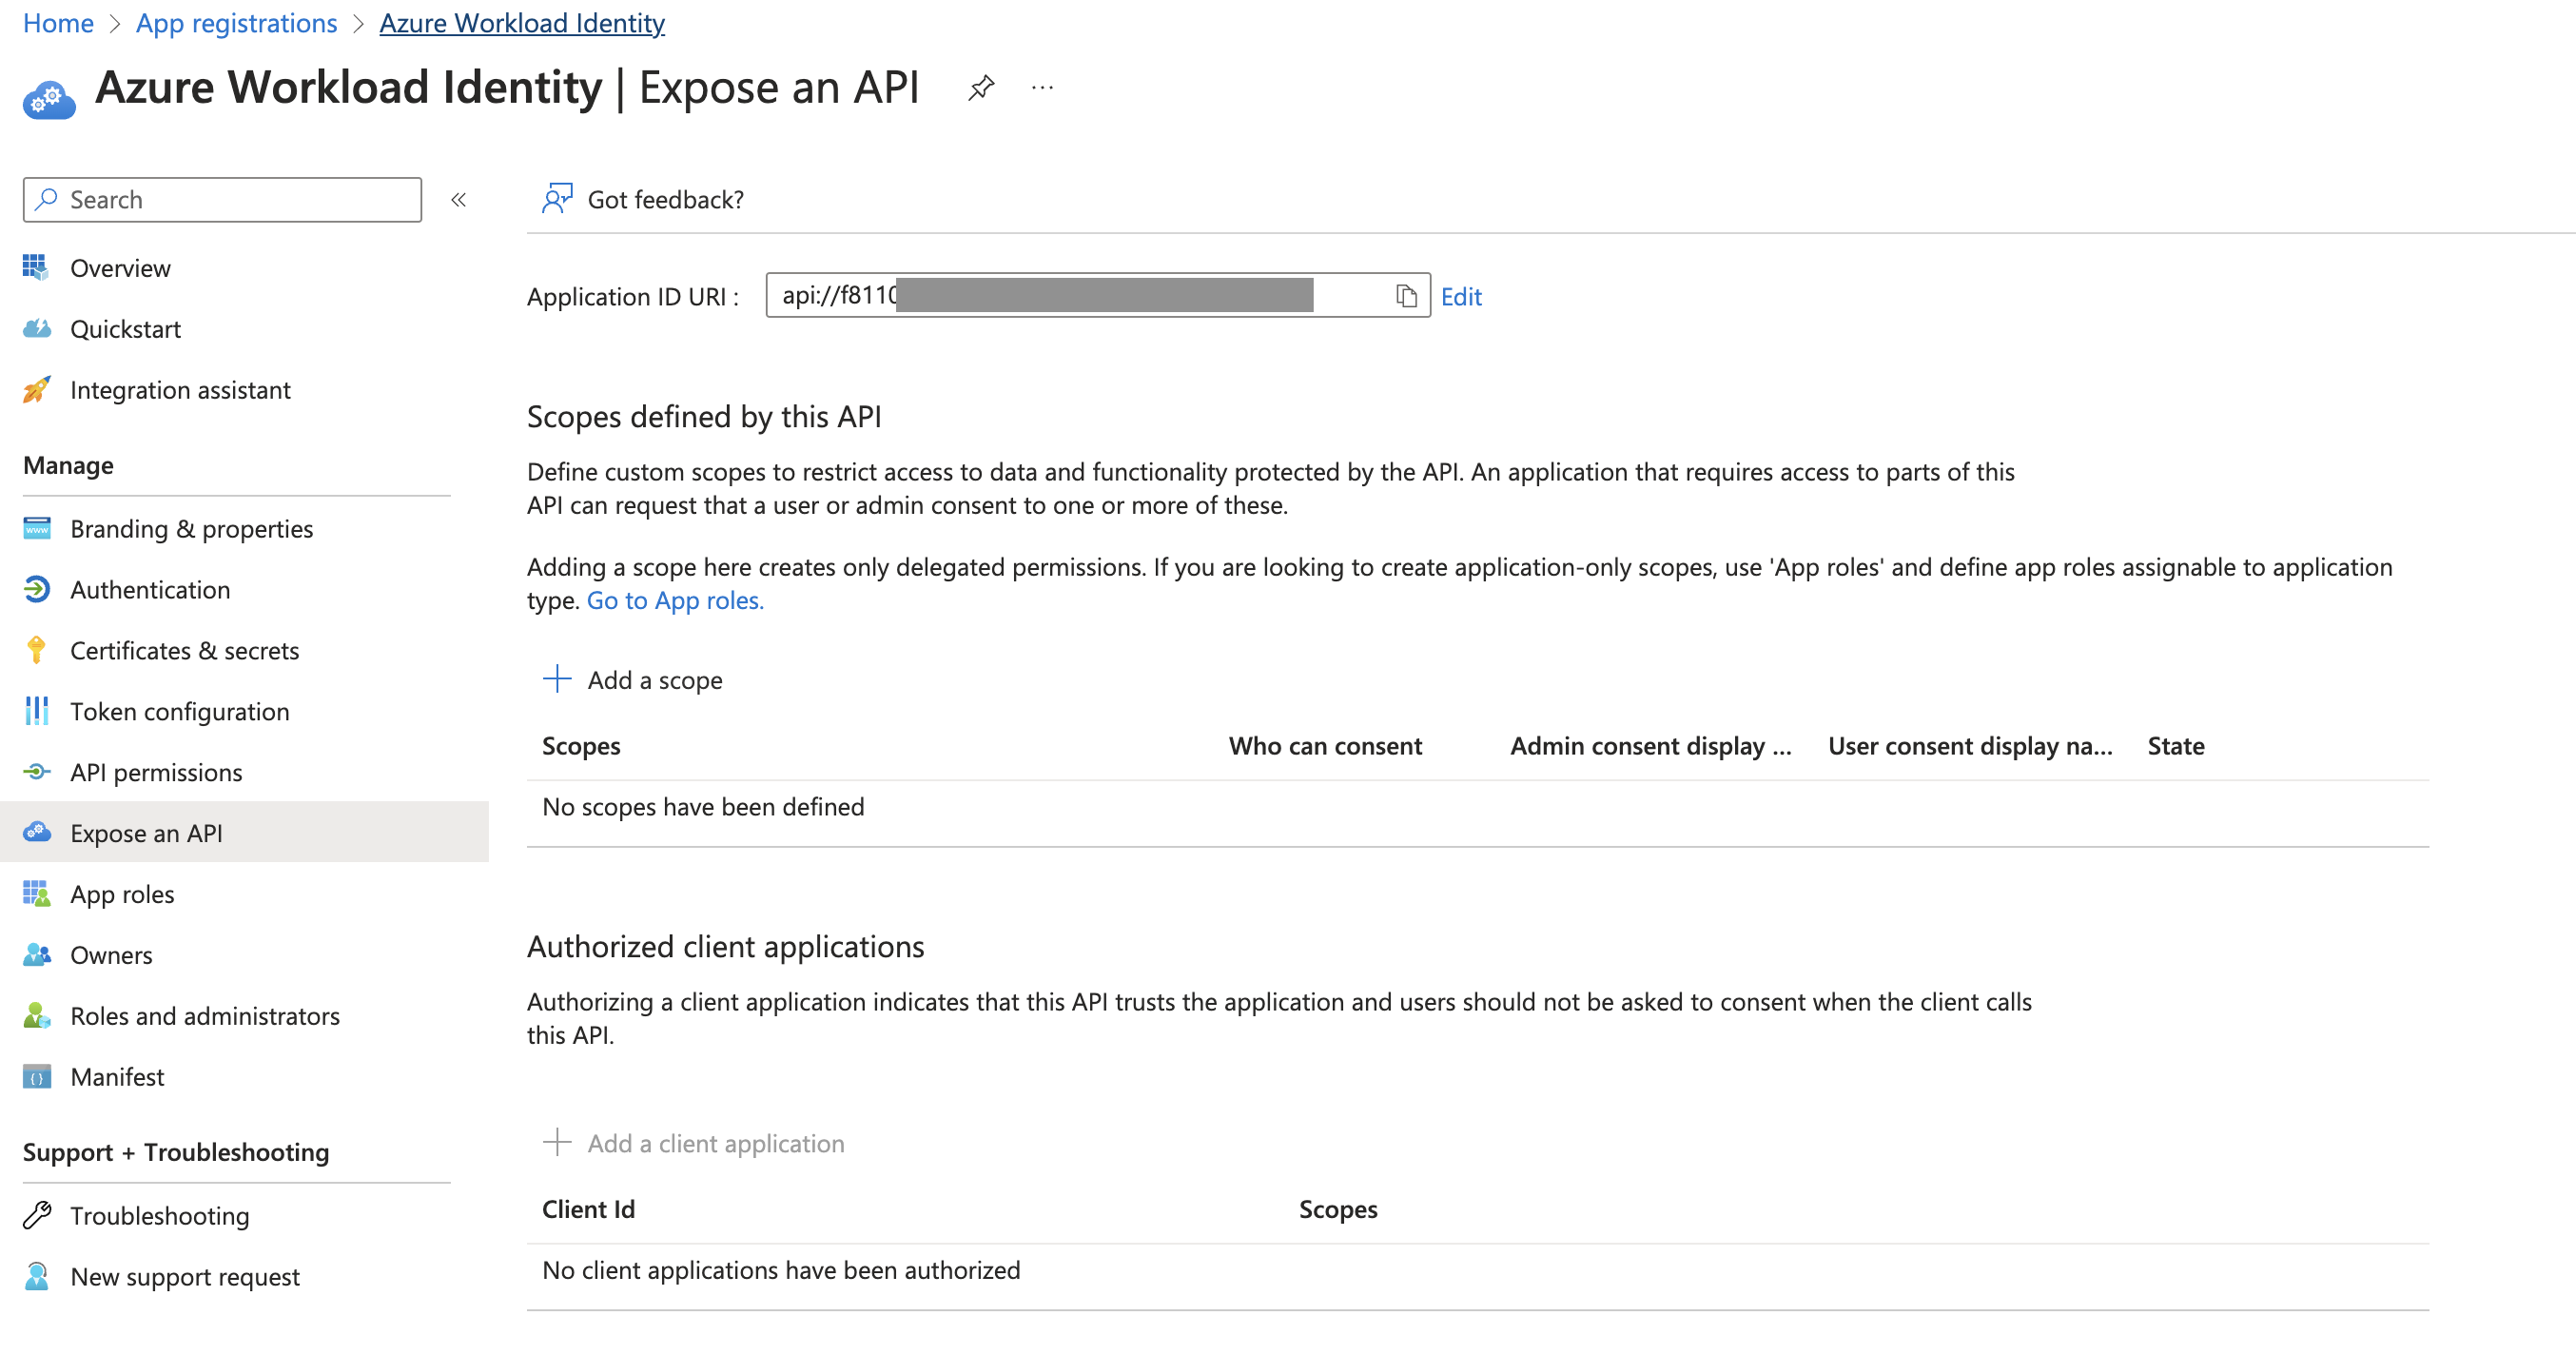 Home > App registrations > Azure Workload Identity
Azure Workload Identity | Expose an API
...
Search
«
Got feedback?
Overview
Quickstart
Integration assistant
Manage
Branding & properties
Authentication
Certificates & secrets
Token configuration
API permissions
Expose an API
App roles
Owners
Roles and administrators
Manifest
Support + Troubleshooting
Troubleshooting
New support request
Application ID URI : api://f8110 Edit
Scopes defined by this API
Define custom scopes to restrict access to data and functionality protected by the API. An application that requires access to parts of this
API can request that a user or admin consent to one or more of these.
Adding a scope here creates only delegated permissions. If you are looking to create application-only scopes, use 'App roles' and define app roles assignable to application
type. Go to App roles.
Add a scope
Scopes Who can consent Admin consent display ... User consent display na... State
No scopes have been defined
Authorized client applications
Authorizing a client application indicates that this API trusts the application and users should not be asked to consent when the client calls
this API.
Add a client application
Client Id Scopes
No client applications have been authorized